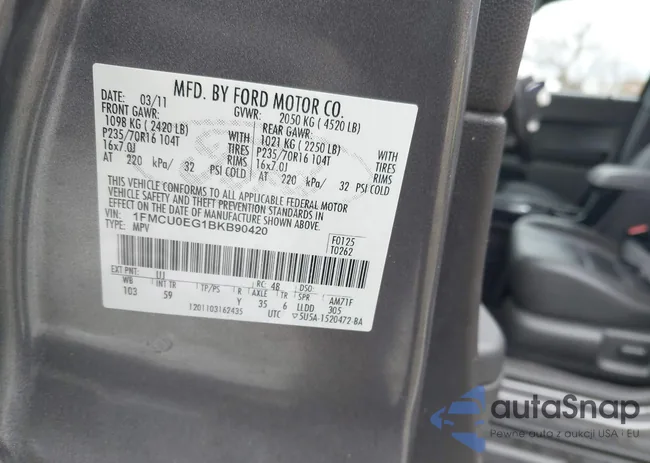 MFD. BY FORD MOTOR CO.
DATE: 03/11 GVWR: 2050 KG ( 4520 LB)
FRONT GAWR: REAR GAWR:
1098 KG ( 2420 LB) WITH 1021 KG ( 2250 LB) WITH
P235/70R16 104T TIRES P235/70R16 104T TIRES
16x7.0J RIMS 16x7.0J RIMS
AT 220 kPa/ 32 PSI COLD AT 220 kPa/ 32 PSI COLD
THIS VEHICLE CONFORMS TO ALL APPLICABLE FEDERAL MOTOR
VEHICLE SAFETY AND THEFT PREVENTION STANDARDS IN
EFFECT ON THE DATE OF MANUFACTURE SHOWN ABOVE.
VIN: 1FMCU0EG1BKB90420 F0125
TYPE: MPV T0262
EXT PNT: UJ RC: 48 DSO:
WB INT TR TP/PS R AXLE TR SPR AM71F
103 59 Y 35 6 LLDD 305
1201103162435 UTC 5U5A-1520472-BA
autaSnap
Pewne auta z aukcji USA · EU